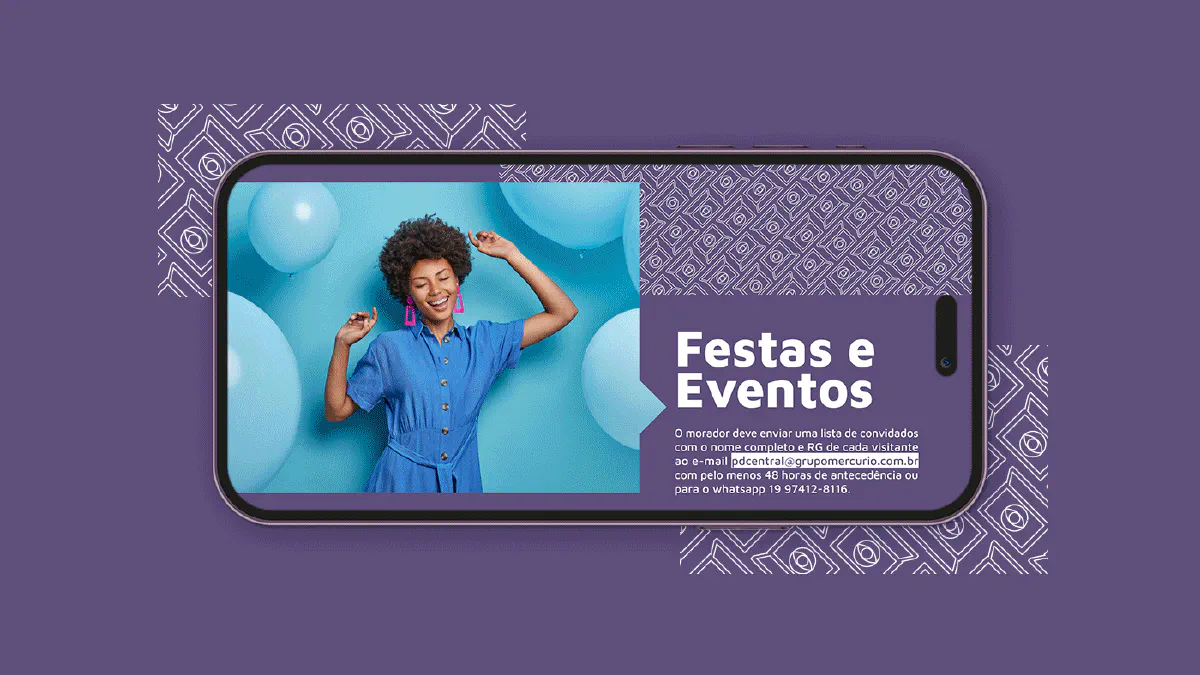 Festas e
Eventos
O morador deve enviar uma lista de convidados
com o nome completo e RG de cada visitante
ao e-mail pdcentral@grupomercurio.com.br
com pelo menos 48 horas de antecedência ou
para o whatsapp 19 97412-8116.